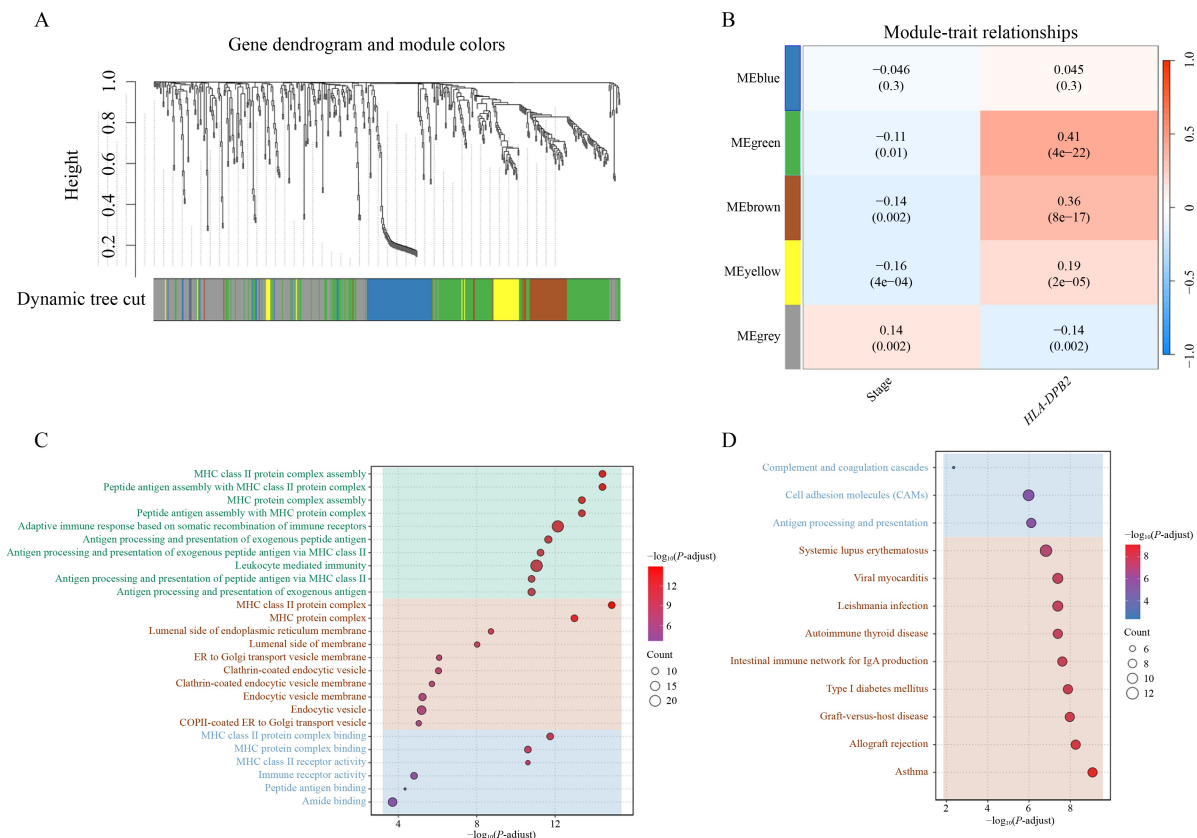 A
Gene dendrogram and module colors
Height
1.0
0.8
0.6
0.4
0.2
Dynamic tree cut
B
Module-trait relationships
MEblue
−0.046
(0.3)
0.045
(0.3)
MEgreen
−0.11
(0.01)
0.41
(4e−22)
MEbrown
−0.14
(0.002)
0.36
(8e−17)
MEyellow
−0.16
(4e−04)
0.19
(2e−05)
MEgrey
0.14
(0.002)
−0.14
(0.002)
Stage
HLA-DPB2
1.0
0.5
0
−0.5
−1.0
C
MHC class II protein complex assembly
Peptide antigen assembly with MHC class II protein complex
MHC protein complex assembly
Peptide antigen assembly with MHC protein complex
Adaptive immune response based on somatic recombination of immune receptors
Antigen processing and presentation of exogenous peptide antigen
Antigen processing and presentation of exogenous peptide antigen via MHC class II
Leukocyte mediated immunity
Antigen processing and presentation of peptide antigen via MHC class II
Antigen processing and presentation of exogenous antigen
MHC class II protein complex
MHC protein complex
Lumenal side of endoplasmic reticulum membrane
Lumenal side of membrane
ER to Golgi transport vesicle membrane
Clathrin-coated endocytic vesicle
Clathrin-coated endocytic vesicle membrane
Endocytic vesicle membrane
Endocytic vesicle
COPII-coated ER to Golgi transport vesicle
MHC class II protein complex binding
MHC protein complex binding
MHC class II receptor activity
Immune receptor activity
Peptide antigen binding
Amide binding
4
8
12
−log₁₀(P-adjust)
−log₁₀(P-adjust)
12
9
6
Count
10
15
20
D
Complement and coagulation cascades
Cell adhesion molecules (CAMs)
Antigen processing and presentation
Systemic lupus erythematosus
Viral myocarditis
Leishmania infection
Autoimmune thyroid disease
Intestinal immune network for IgA production
Type I diabetes mellitus
Graft-versus-host disease
Allograft rejection
Asthma
2
4
6
8
−log₁₀(P-adjust)
−log₁₀(P-adjust)
8
6
4
Count
6
8
10
12